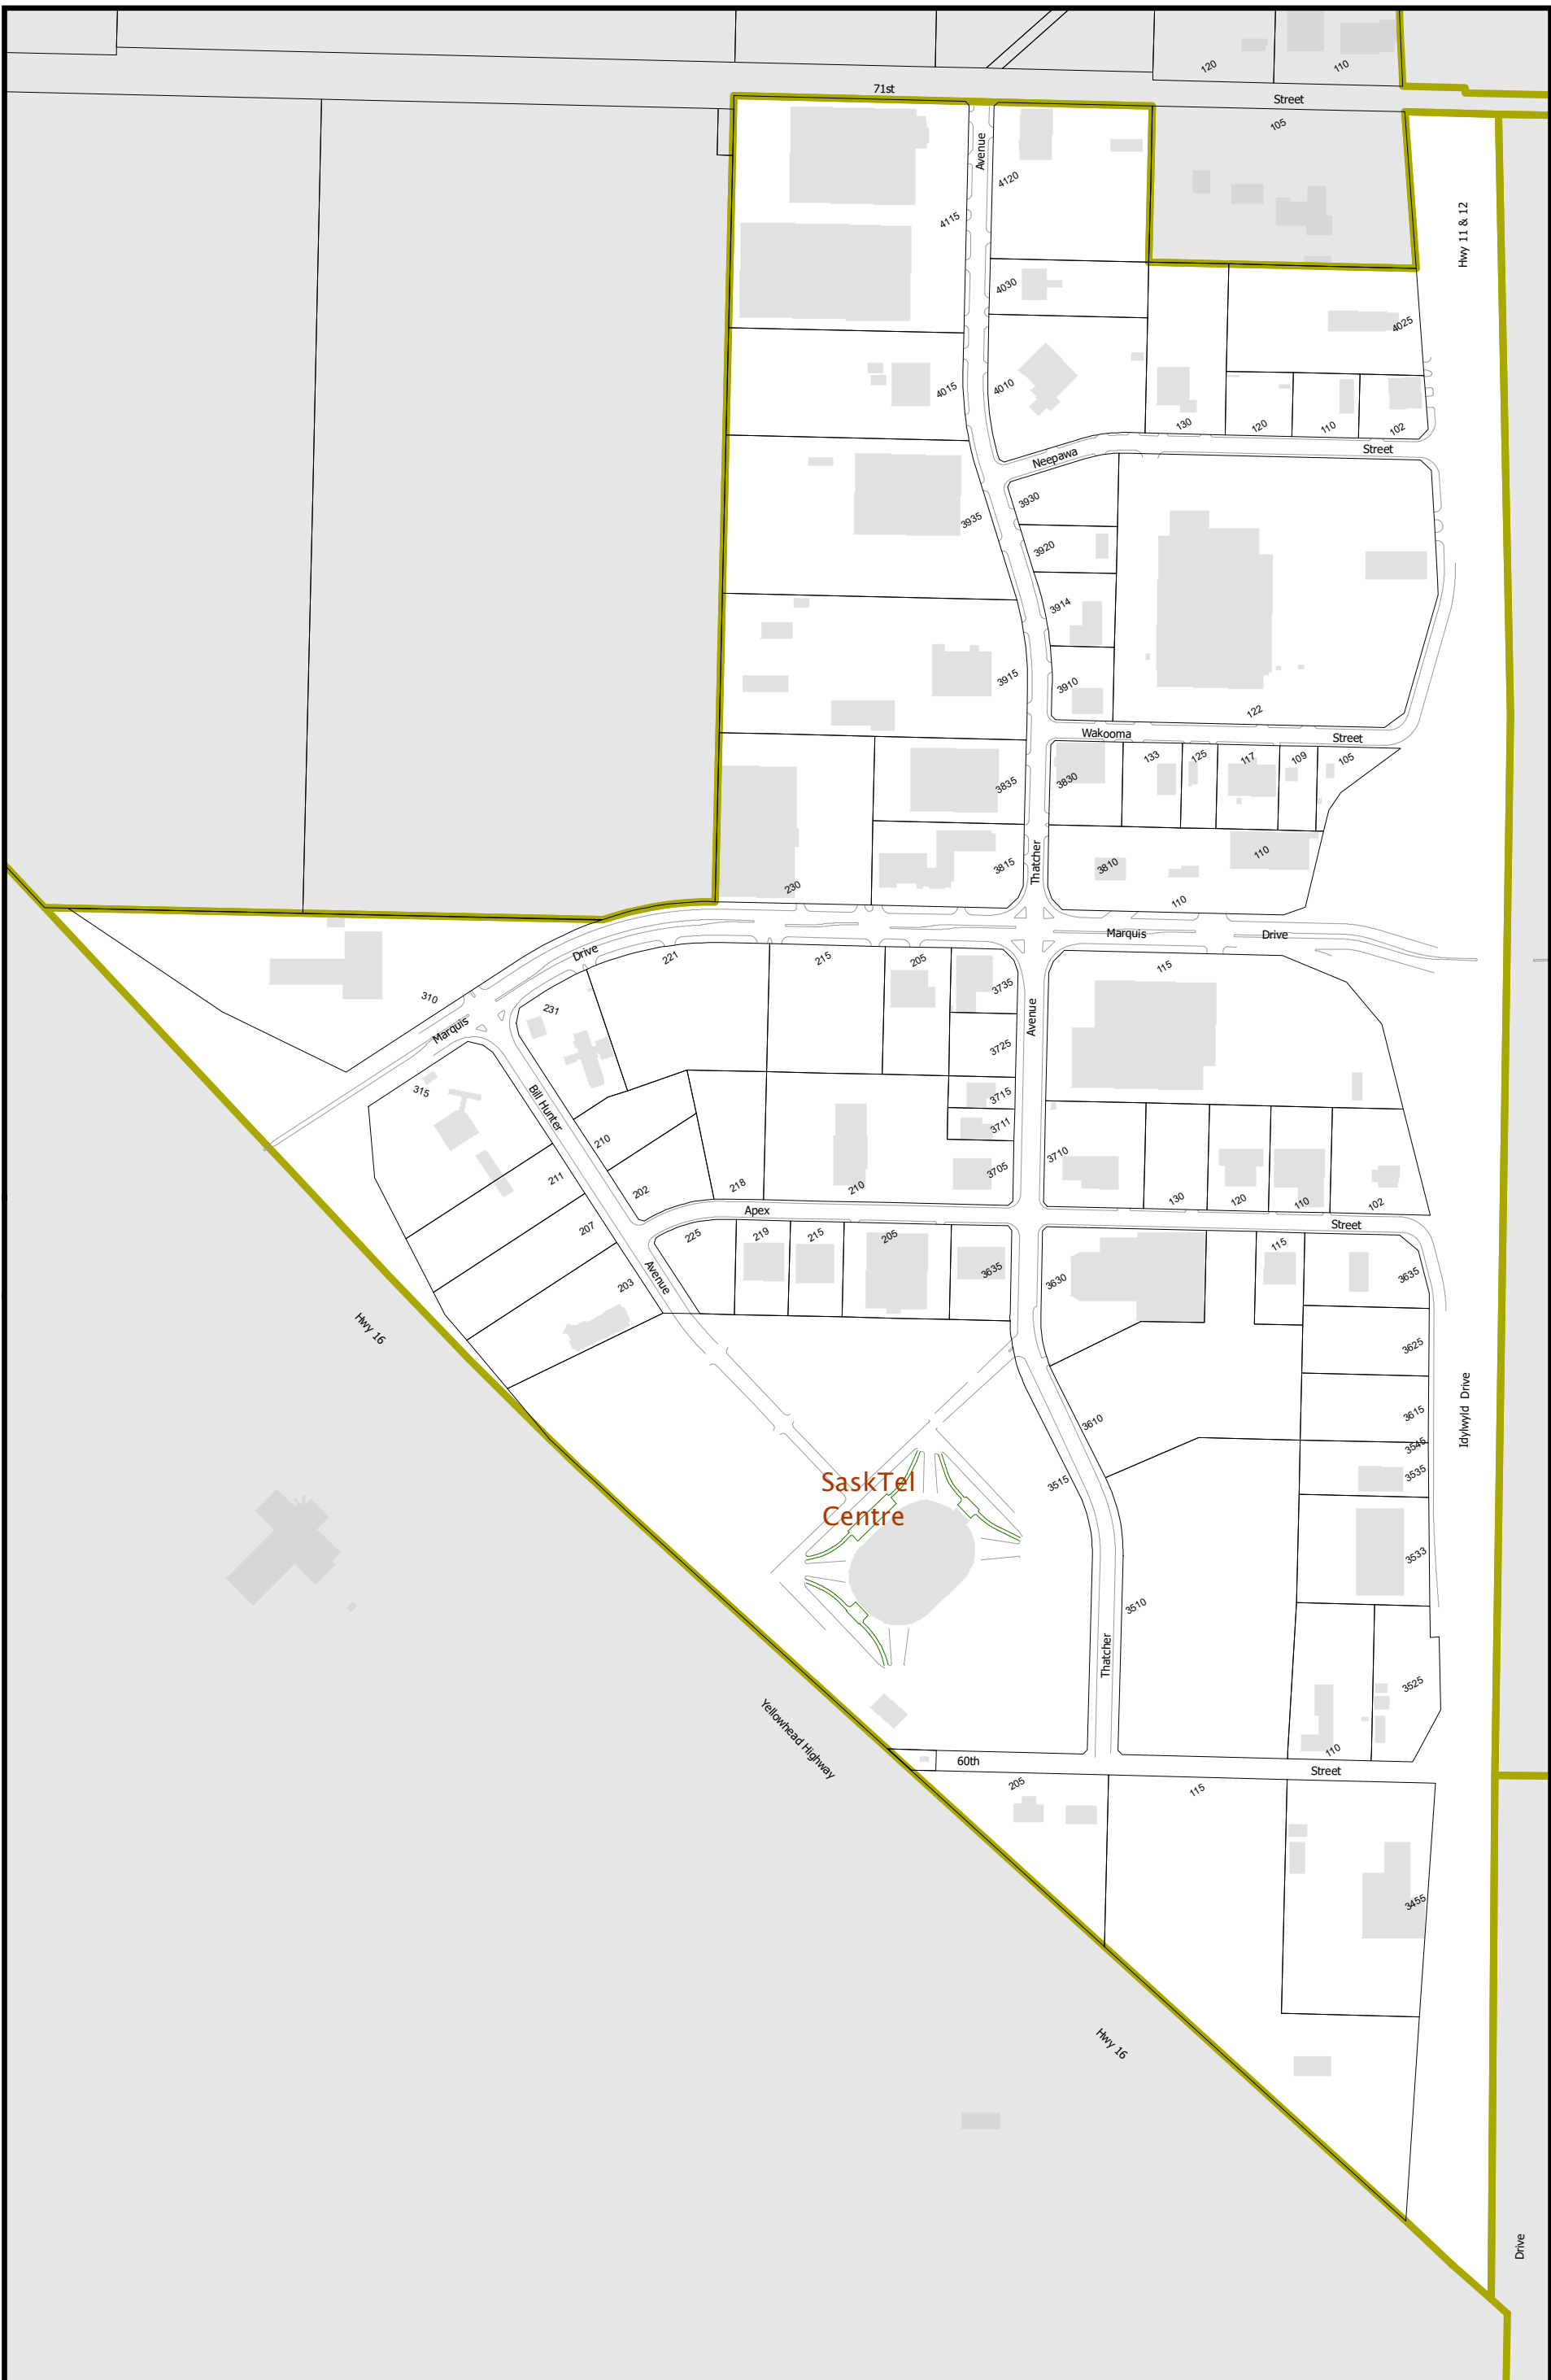 120
110
71st
Street
105
Avenue
4120
4115
Hwy 11 & 12
4030
4025
4015
4010
130
120
110
102
Neepawa
Street
3930
3935
3920
3914
3915
3910
122
Wakooma
Street
3835
3830
133
125
117
109
105
3815
Thatcher
3810
110
230
110
Marquis
Drive
Drive
221
215
205
115
3735
310
231
Marquis
Avenue
3725
315
Bill Hunter
3715
3711
210
3710
211
3705
202
218
210
130
120
110
102
207
Apex
Street
225
219
215
205
115
Avenue
3635
3630
3635
203
Hwy 16
3625
Idylwyld Drive
3610
3615
3545
3535
SaskTel
Centre
3515
3533
3510
Thatcher
3525
Yellowhead Highway
110
60th
Street
205
115
3455
Hwy 16
Drive